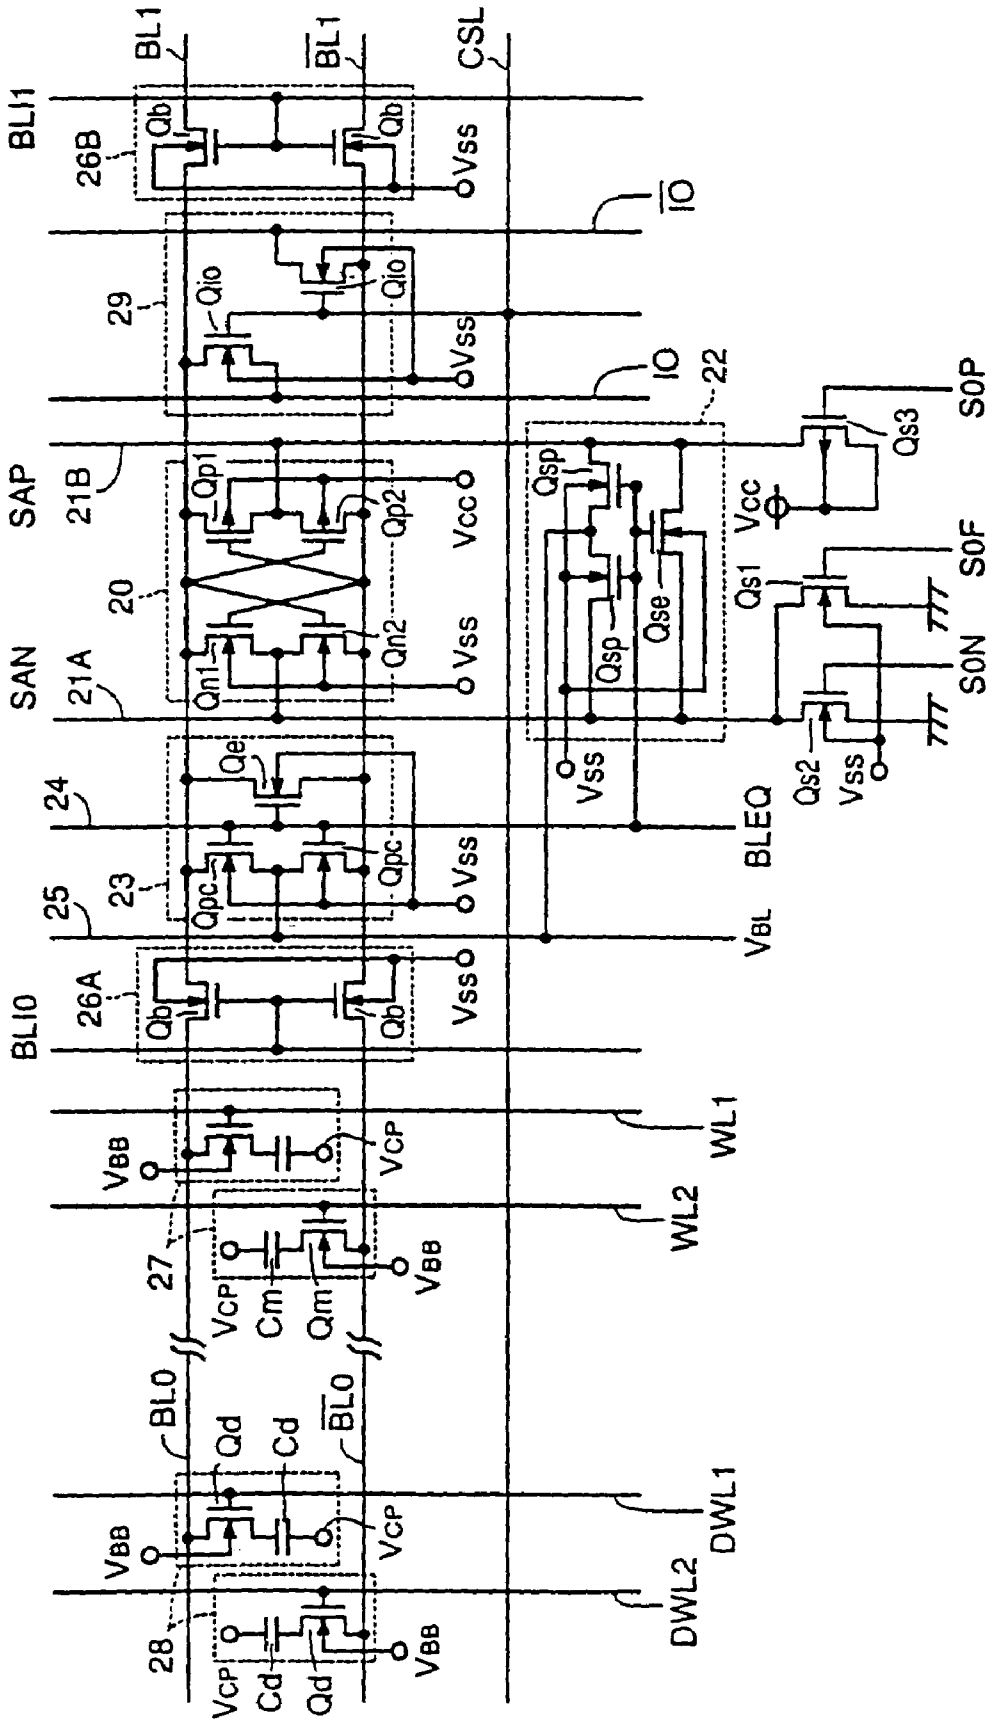 BLI0
SAN
SAP
BLI1
25
24
21A
21B
26A
23
20
29
26B
BL0
BL1
VBB
VBB
Qb
Qpc
Qe
Qn1
Qp1
Qio
Qb
28
Qd
27
Cd
VCP
VCP
Cd
Cm
Qd
Qm
VCP
VCP
VBB
VBB
Qb
Qpc
Qn2
Qp2
Qio
Qb
BL0
BL1
Vss
Vss
Vss
Vcc
Vss
Vss
CSL
DWL2
DWL1
WL2
WL1
IO
IO
Qsp
Qsp
Qse
22
Vss
VBL
BLEQ
Qs2
Qs1
Vcc
Qs3
Vss
S0N
S0F
S0P